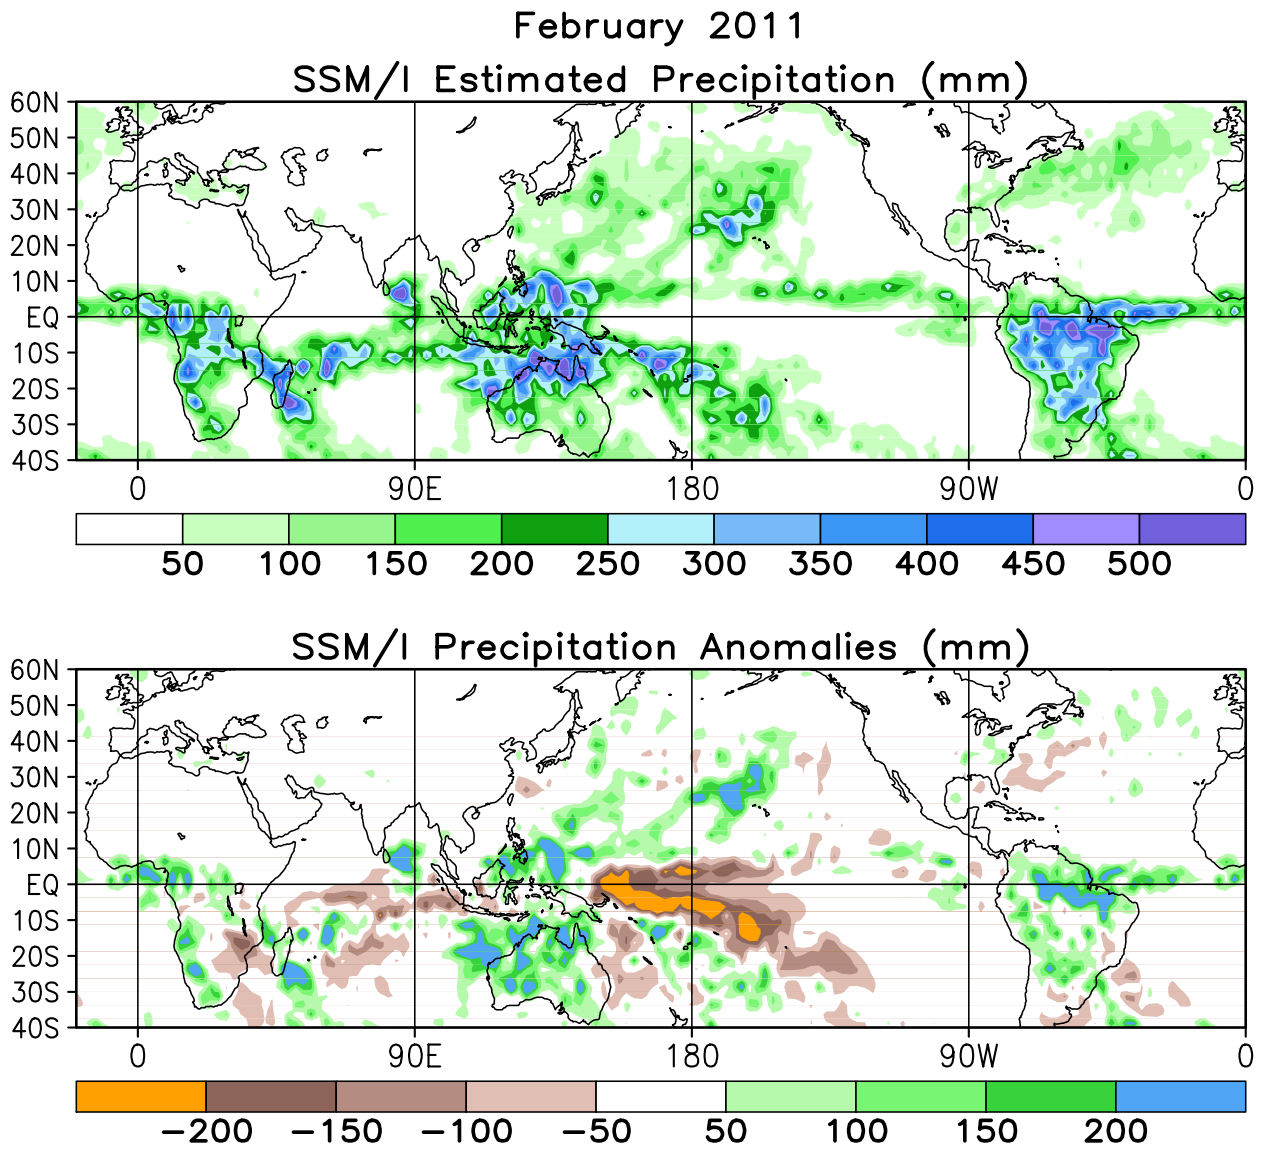 February 2011
SSM/I Estimated Precipitation (mm)
60N
50N
40N
30N
20N
10N
EQ
10S
20S
30S
40S
0 90E 180 90W 0
50 100 150 200 250 300 350 400 450 500
SSM/I Precipitation Anomalies (mm)
60N
50N
40N
30N
20N
10N
EQ
10S
20S
30S
40S
0 90E 180 90W 0
−200 −150 −100 −50 50 100 150 200